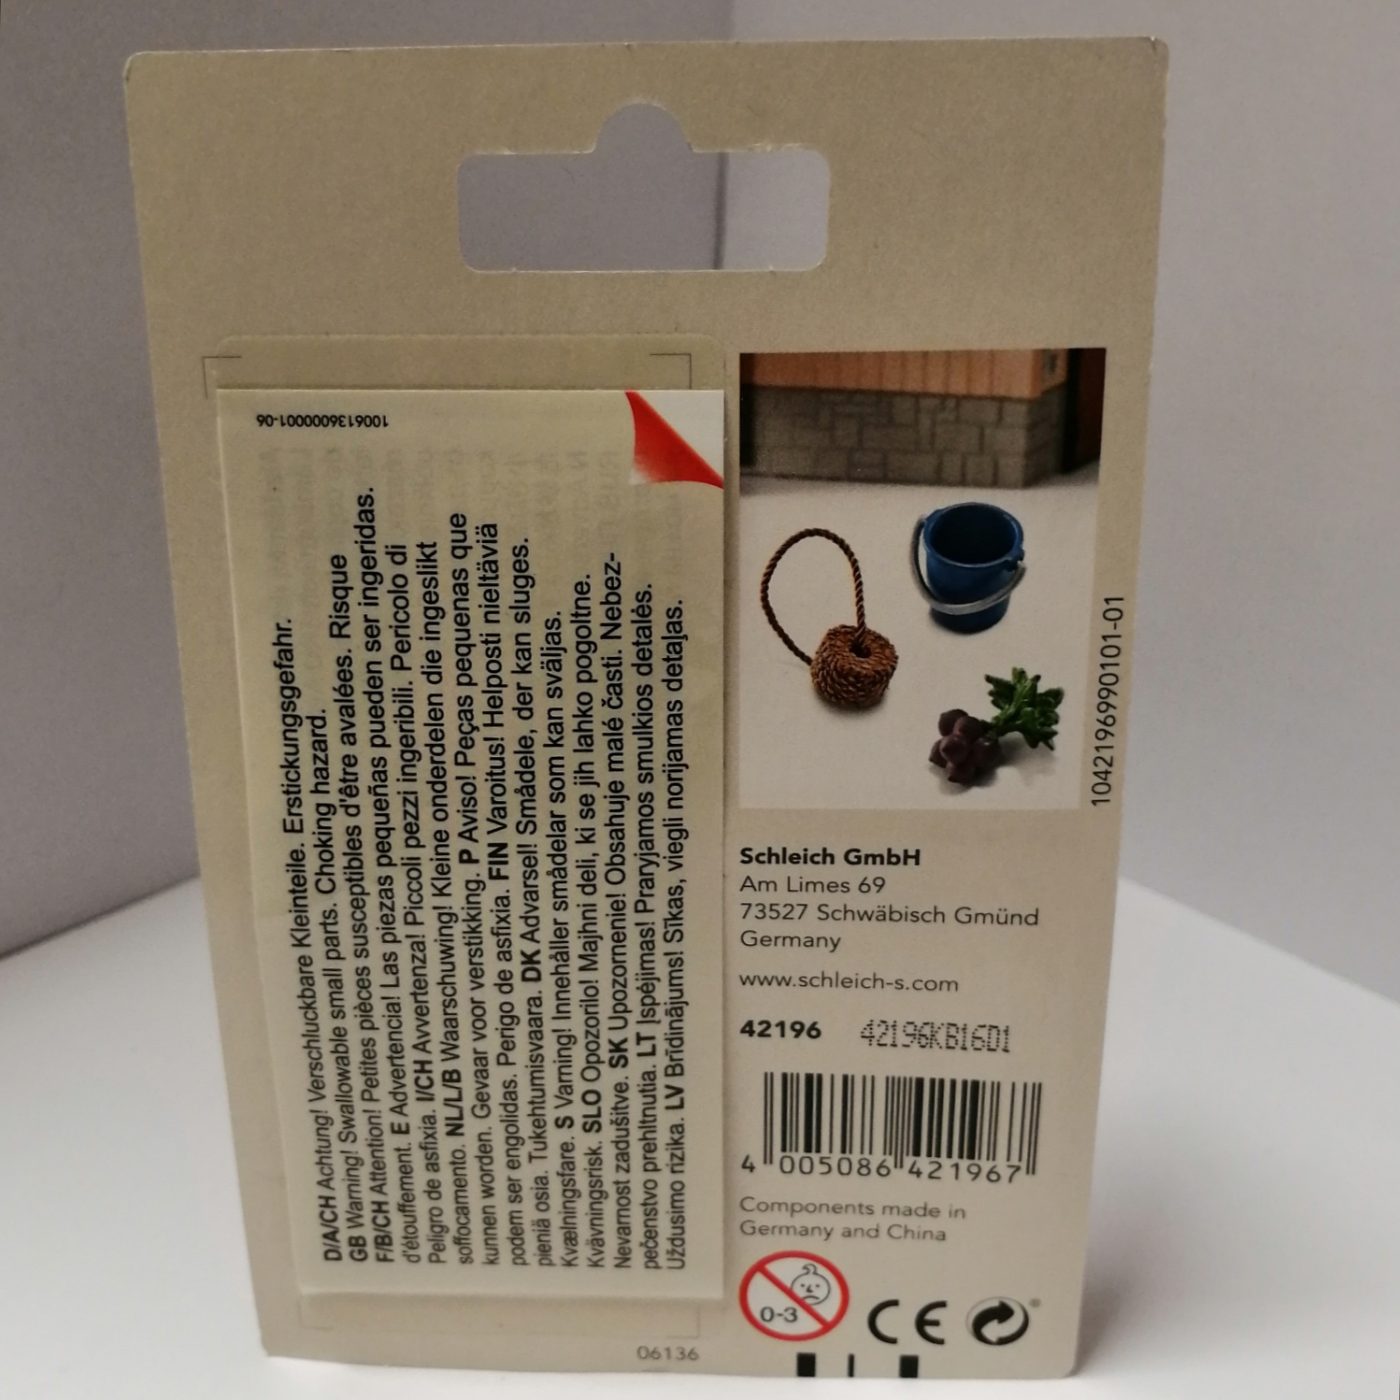 1006136000001-06
D/A/CH Achtung! Verschluckbare Kleinteile. Erstickungsgefahr.
GB Warning! Swallowable small parts. Choking hazard.
F/B/CH Attention! Petites pièces susceptibles d'être avalées. Risque
d'étouffement. E Advertencia! Las piezas pequeñas pueden ser ingeridas.
Peligro de asfixia. I/CH Avvertenza! Piccoli pezzi ingeribili. Pericolo di
soffocamento. NL/L/B Waarschuwing! Kleine onderdelen die ingeslikt
kunnen worden. Gevaar voor verstikking. P Aviso! Peças pequenas que
podem ser engolidas. Perigo de asfixia. FIN Varoitus! Helposti nieltäviä
pieniä osia. Tukehtumisvaara. DK Advarsel! Smådele, der kan sluges.
Kvælningsfare. S Varning! Innehåller smådelar som kan sväljas.
Kvävningsrisk. SLO Opozorilo! Majhni deli, ki se jih lahko pogoltne.
Nevarnost zadušitve. SK Upozornenie! Obsahuje malé časti. Nebez-
pečenstvo prehltnutia. LT Įspėjimas! Praryjamos smulkios detalės.
Uždusimo rizika. LV Brīdinājums! Sīkas, viegli norijamas detaļas.
06136
1042196990101-01
Schleich GmbH
Am Limes 69
73527 Schwäbisch Gmünd
Germany
www.schleich-s.com
42196 42196KB16D1
4 005086 421967
Components made in
Germany and China
0-3
CE